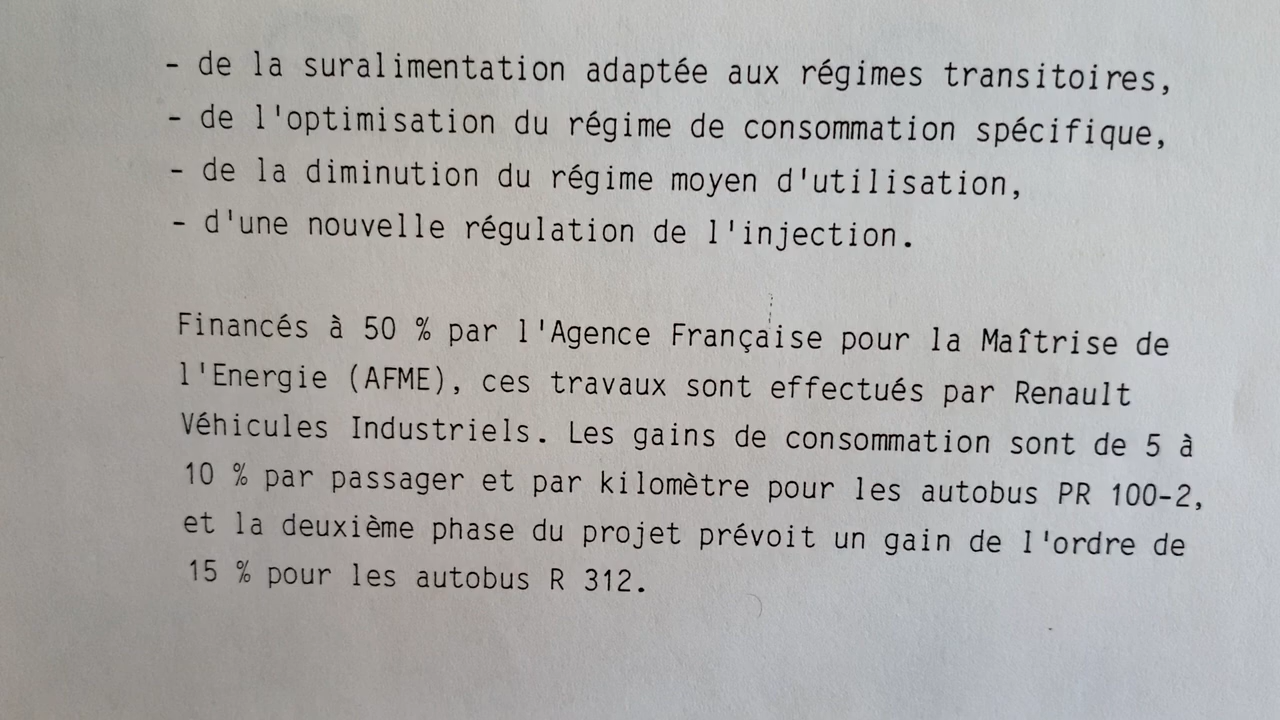 - de la suralimentation adaptée aux régimes transitoires,
- de l'optimisation du régime de consommation spécifique,
- de la diminution du régime moyen d'utilisation,
- d'une nouvelle régulation de l'injection.
Financés à 50 % par l'Agence Française pour la Maîtrise de
l'Energie (AFME), ces travaux sont effectués par Renault
Véhicules Industriels. Les gains de consommation sont de 5 à
10 % par passager et par kilomètre pour les autobus PR 100-2,
et la deuxième phase du projet prévoit un gain de l'ordre de
15 % pour les autobus R 312.